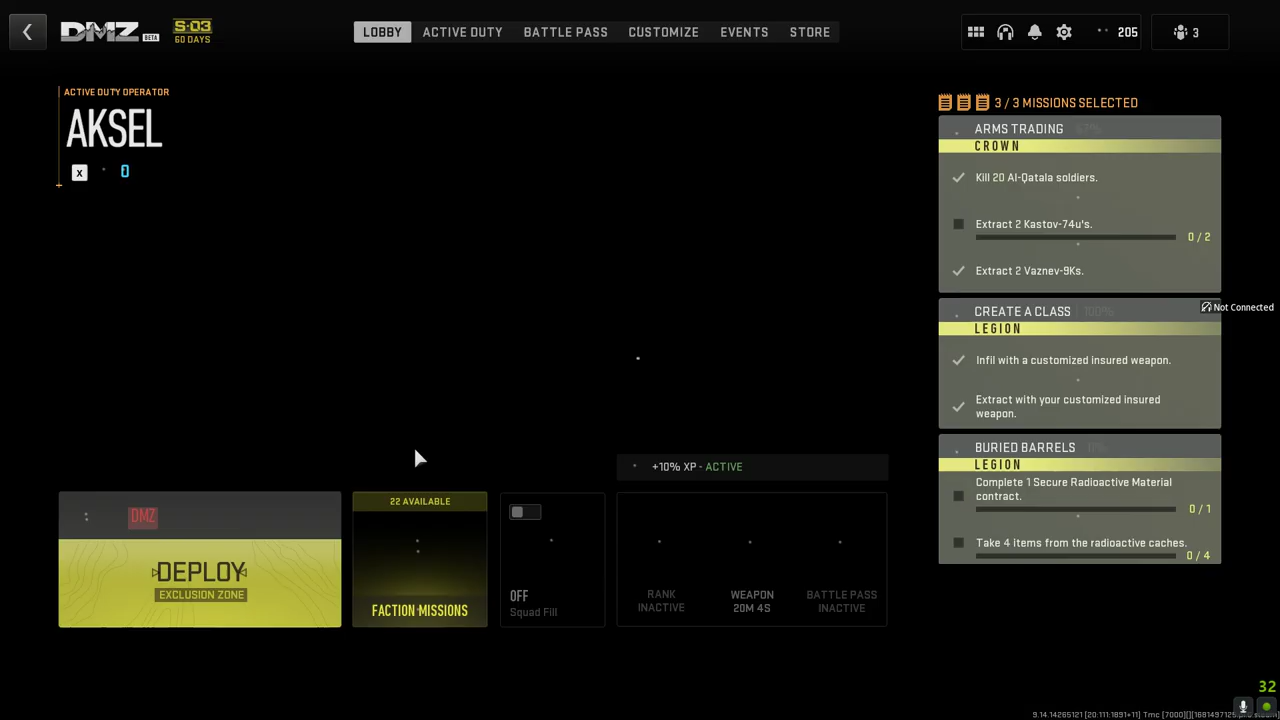 DMZ BETA
S-03
60 DAYS
LOBBY
ACTIVE DUTY
BATTLE PASS
CUSTOMIZE
EVENTS
STORE
205
3
ACTIVE DUTY OPERATOR
AKSEL
X
3 / 3 MISSIONS SELECTED
ARMS TRADING 67%
CROWN
Kill 20 Al-Qatala soldiers.
Extract 2 Kastov-74u's.
0 / 2
Extract 2 Vaznev-9Ks.
CREATE A CLASS 100%
LEGION
Not Connected
Infil with a customized insured weapon.
Extract with your customized insured
weapon.
BURIED BARRELS 0%
LEGION
Complete 1 Secure Radioactive Material
contract.
0 / 1
Take 4 items from the radioactive caches.
0 / 4
+10% XP - ACTIVE
DMZ
DEPLOY
EXCLUSION ZONE
22 AVAILABLE
FACTION MISSIONS
OFF
Squad Fill
RANK
INACTIVE
WEAPON
20M 4S
BATTLE PASS
INACTIVE
32